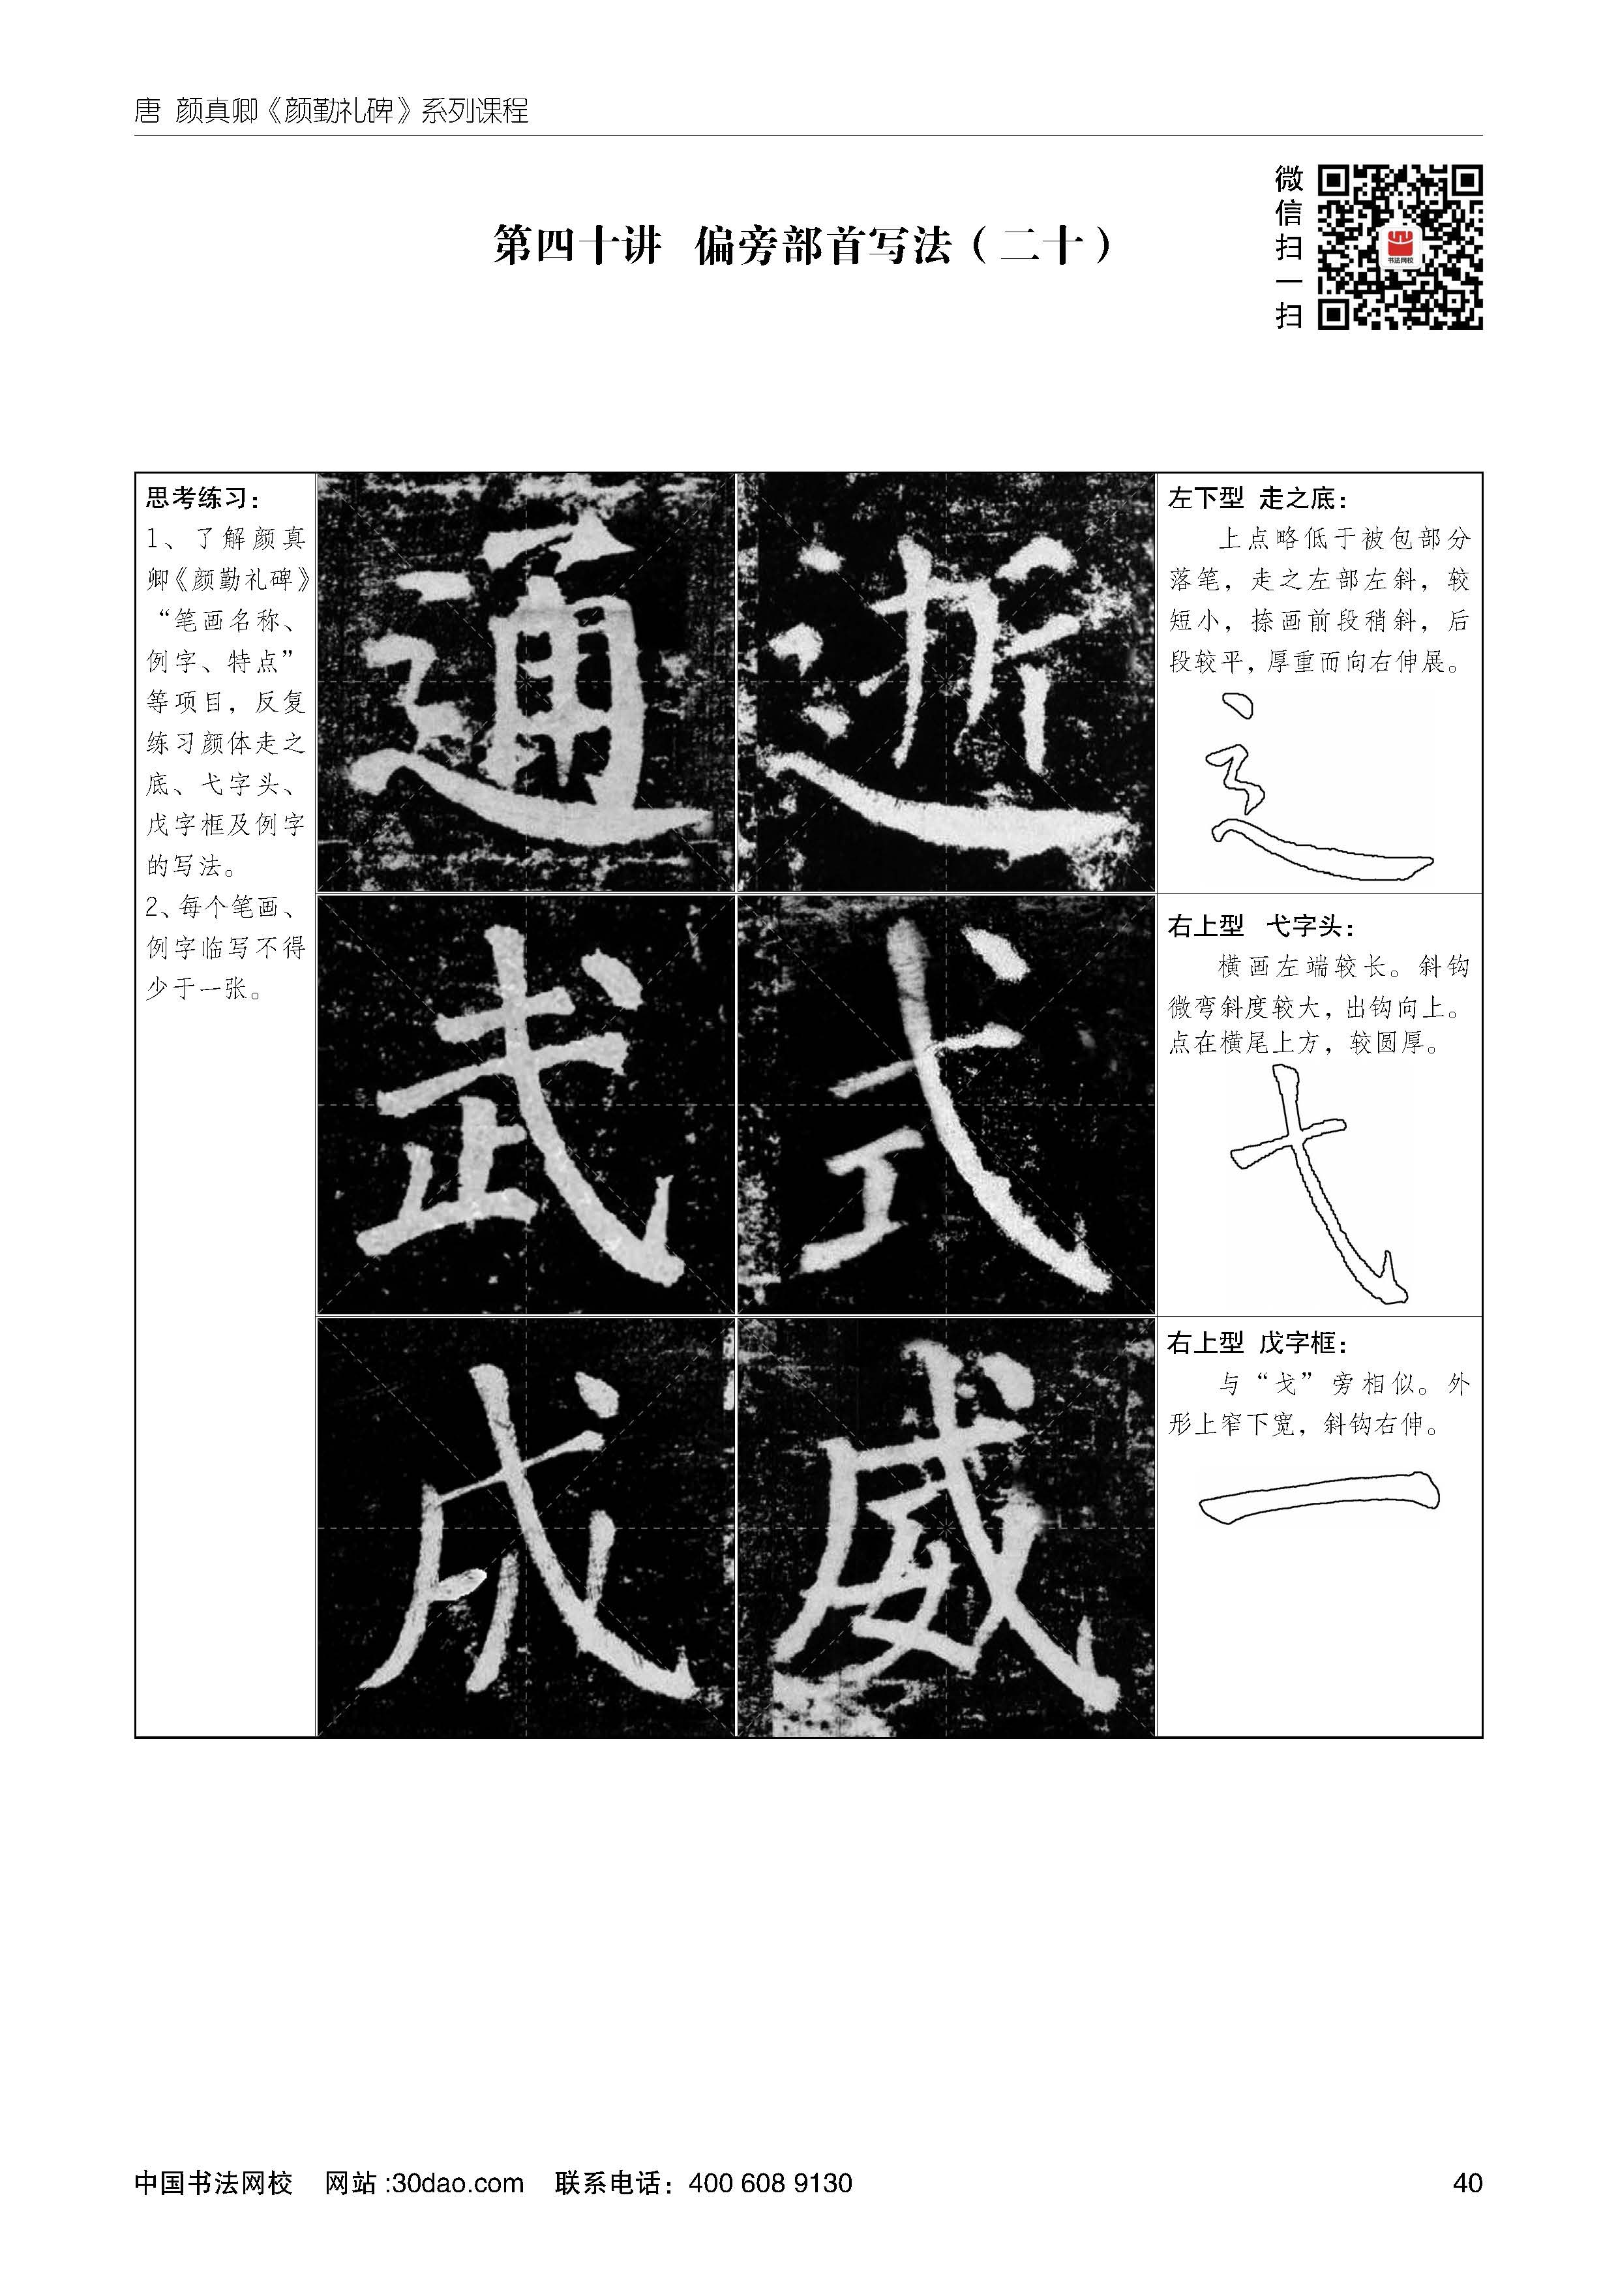 唐 颜真卿《颜勤礼碑》系列课程
微信扫一扫
书法网校
第四十讲 偏旁部首写法（二十）
思考练习：
1、了解颜真
卿《颜勤礼碑》
“笔画名称、
例字、特点”
等项目，反复
练习颜体走之
底、弋字头、
戊字框及例字
的写法。
2、每个笔画、
例字临写不得
少于一张。
通
逝
左下型 走之底：
上点略低于被包部分
落笔，走之左部左斜，较
短小，捺画前段稍斜，后
段较平，厚重而向右伸展。
辶
武
式
右上型 弋字头：
横画左端较长。斜钩
微弯斜度较大，出钩向上。
点在横尾上方，较圆厚。
成
威
右上型 戊字框：
与“戈”旁相似。外
形上窄下宽，斜钩右伸。
一
中国书法网校 网站:30dao.com 联系电话：400 608 9130
40